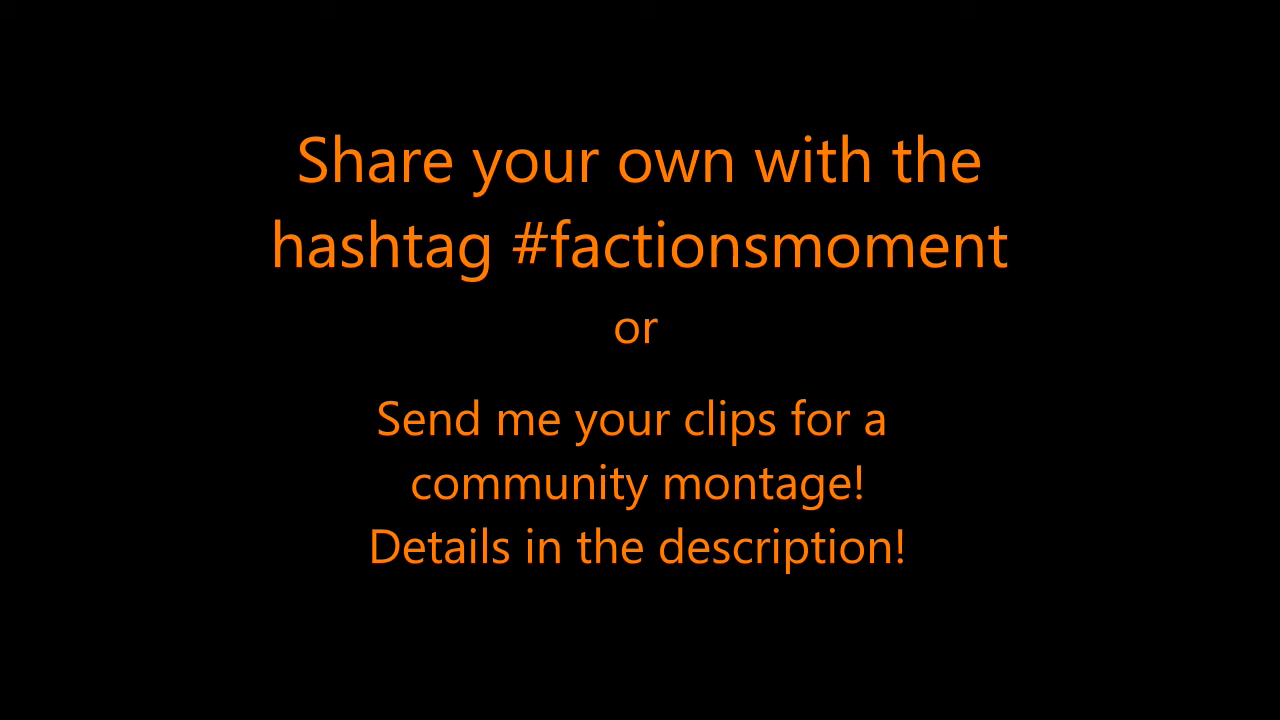 Share your own with the
hashtag #factionsmoment
or
Send me your clips for a
community montage!
Details in the description!